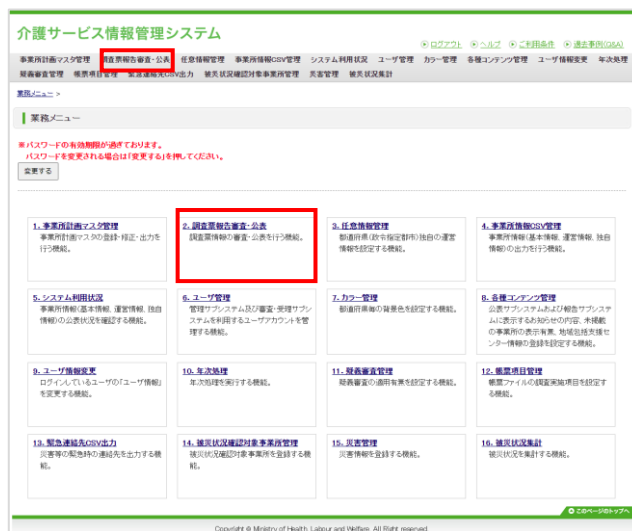 介護サービス情報管理システム
ログアウト ヘルプ ご利用条件 過去事例(Q&A)
事業所計画マスタ管理 調査票報告審査・公表 任意情報管理 事業所情報CSV管理 システム利用状況 ユーザ管理 カラー管理 各種コンテンツ管理 ユーザ情報変更 年次処理
疑義審査管理 帳票項目管理 緊急連絡先CSV出力 被災状況確認対象事業所管理 災害管理 被災状況集計
業務メニュー >
業務メニュー
※パスワードの有効期限が過ぎております。
パスワードを変更される場合は「変更する」を押してください。
変更する
1. 事業所計画マスタ管理
事業所計画マスタの登録・修正・出力を
行う機能。
2. 調査票報告審査・公表
調査票情報の審査・公表を行う機能。
3. 任意情報管理
都道府県(政令指定都市)独自の運営
情報を設定する機能。
4. 事業所情報CSV管理
事業所情報(基本情報, 運営情報, 独自
情報)の出力を行う機能。
5. システム利用状況
事業所情報(基本情報, 運営情報, 独自
情報)の公表状況を確認する機能。
6. ユーザ管理
管理サブシステム及び審査・受理サブシ
ステムを利用するユーザアカウントを管
理する機能。
7. カラー管理
都道府県毎の背景色を設定する機能。
8. 各種コンテンツ管理
公表サブシステムおよび報告サブシステ
ムに表示するお知らせの内容, 未掲載
の事業所の表示有無, 地域包括支援セ
ンター情報の登録を設定する機能。
9. ユーザ情報変更
ログインしているユーザの「ユーザ情報」
を変更する機能。
10. 年次処理
年次処理を実行する機能。
11. 疑義審査管理
疑義審査の適用有無を設定する機能。
12. 帳票項目管理
帳票ファイルの調査実施項目を設定す
る機能。
13. 緊急連絡先CSV出力
災害等の緊急時の連絡先を出力する機
能。
14. 被災状況確認対象事業所管理
被災状況確認対象事業所を登録する機
能。
15. 災害管理
災害情報を登録する機能。
16. 被災状況集計
被災状況を集計する機能。
このページのトップへ
Copyright © Ministry of Health, Labour and Welfare, All Right reserved.